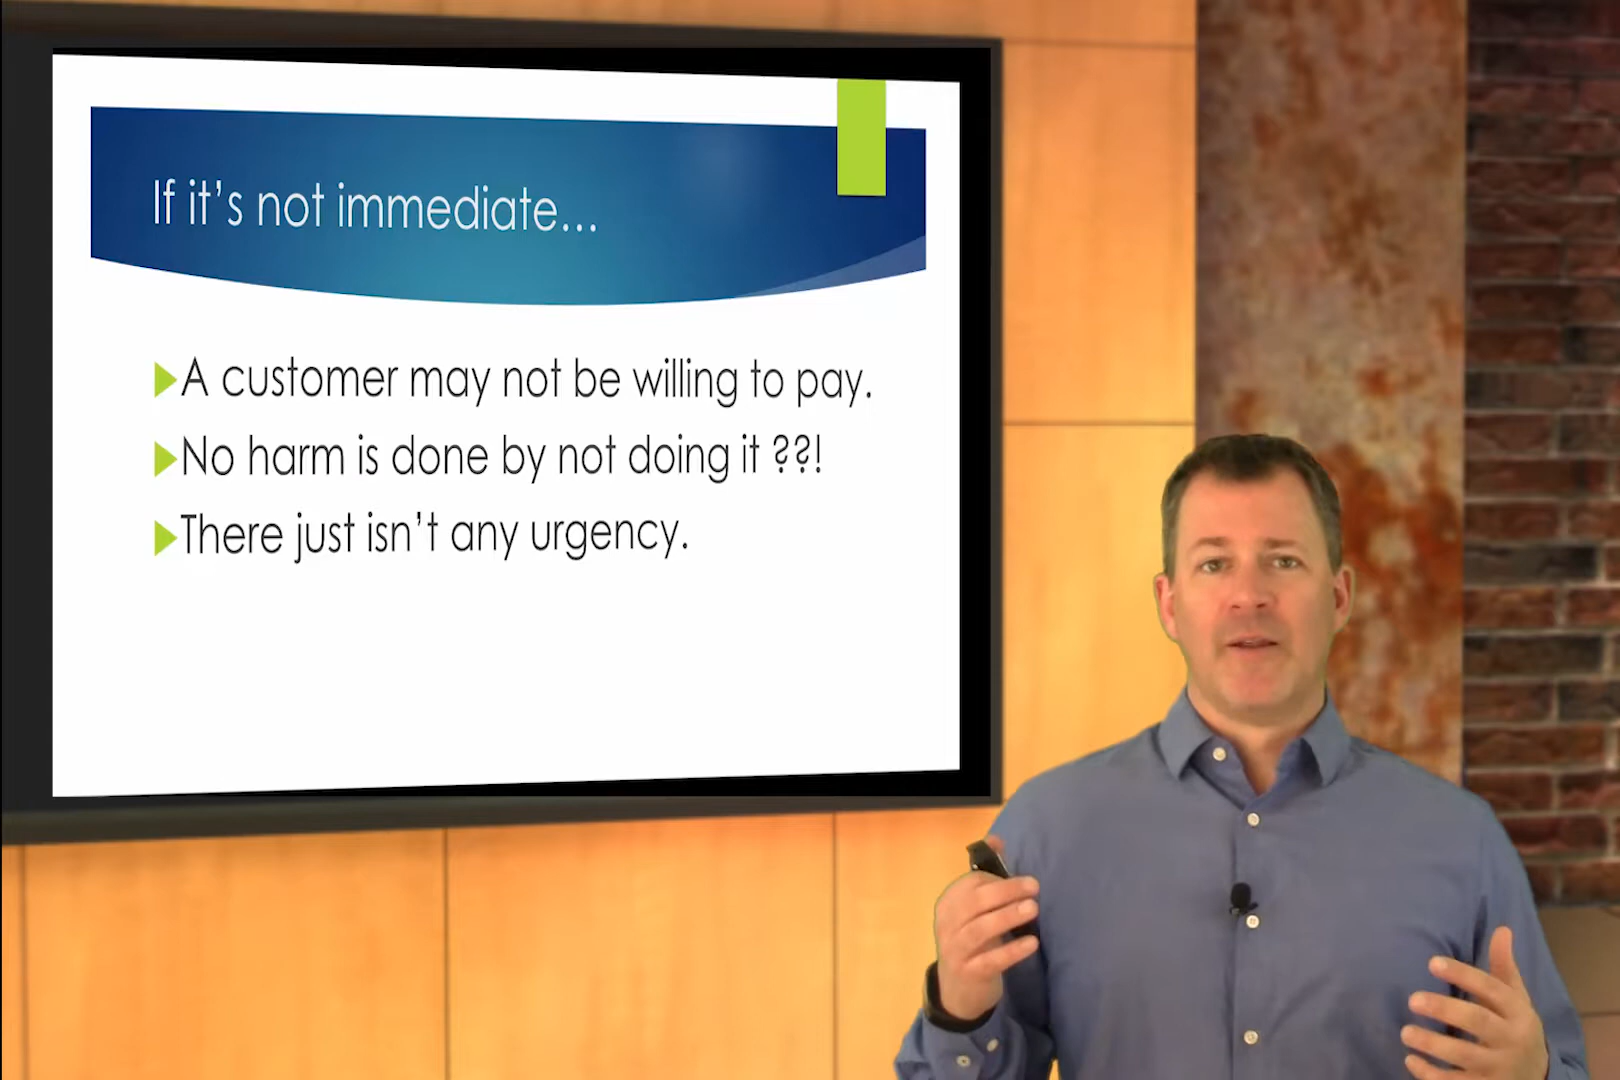 If it's not immediate...
A customer may not be willing to pay.
No harm is done by not doing it ??!
There just isn't any urgency.